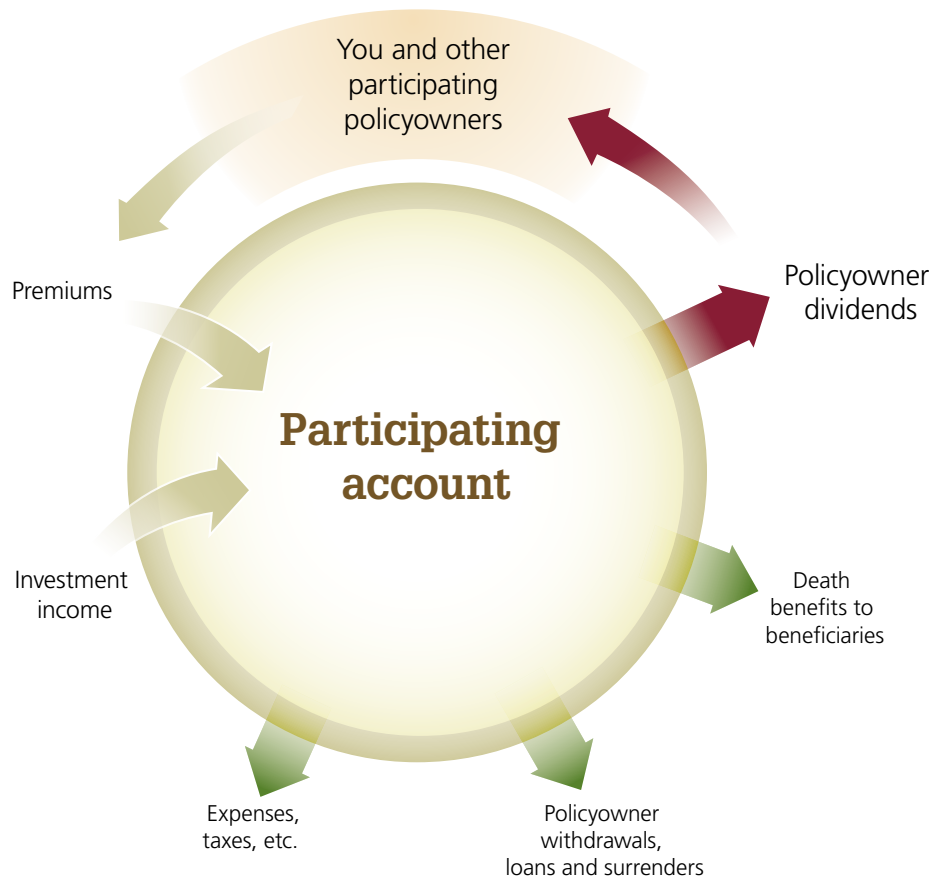 You and other
participating
policyowners
Premiums
Policyowner
dividends
Participating
account
Investment
income
Death
benefits to
beneficiaries
Expenses,
taxes, etc.
Policyowner
withdrawals,
loans and surrenders